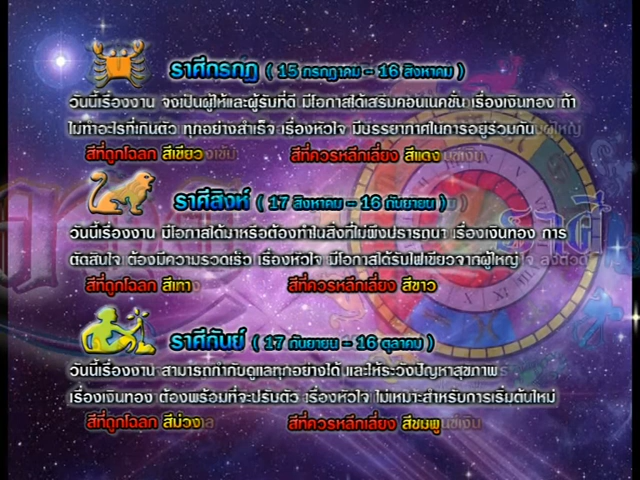 ราศีกรกฎ ( 15 กรกฎาคม - 16 สิงหาคม )
วันนี้เรื่องงาน จงเป็นผู้ให้และผู้รับที่ดี มีโอกาสได้เสริมคอนเนคชั่น เรื่องเงินทอง ถ้า
ไม่ทำอะไรที่เกินตัว ทุกอย่างสำเร็จ เรื่องหัวใจ มีบรรยากาศในการอยู่ร่วมกัน
สีที่ถูกโฉลก สีเขียว สีที่ควรหลีกเลี่ยง สีแดง
ราศีสิงห์ ( 17 สิงหาคม - 16 กันยายน )
วันนี้เรื่องงาน มีโอกาสได้มาหรือต้องทำในสิ่งที่ไม่พึงปรารถนา เรื่องเงินทอง การ
ตัดสินใจ ต้องมีความรวดเร็ว เรื่องหัวใจ มีโอกาสได้รับไฟเขียวจากผู้ใหญ่
สีที่ถูกโฉลก สีเทา สีที่ควรหลีกเลี่ยง สีขาว
ราศี
ราศีกันย์ ( 17 กันยายน - 16 ตุลาคม )
วันนี้เรื่องงาน สามารถกำกับดูแลทุกอย่างได้ และให้ระวังปัญหาสุขภาพ
เรื่องเงินทอง ต้องพร้อมที่จะปรับตัว เรื่องหัวใจ ไม่เหมาะสำหรับการเริ่มต้นใหม่
สีที่ถูกโฉลก สีม่วง สีที่ควรหลีกเลี่ยง สีชมพู